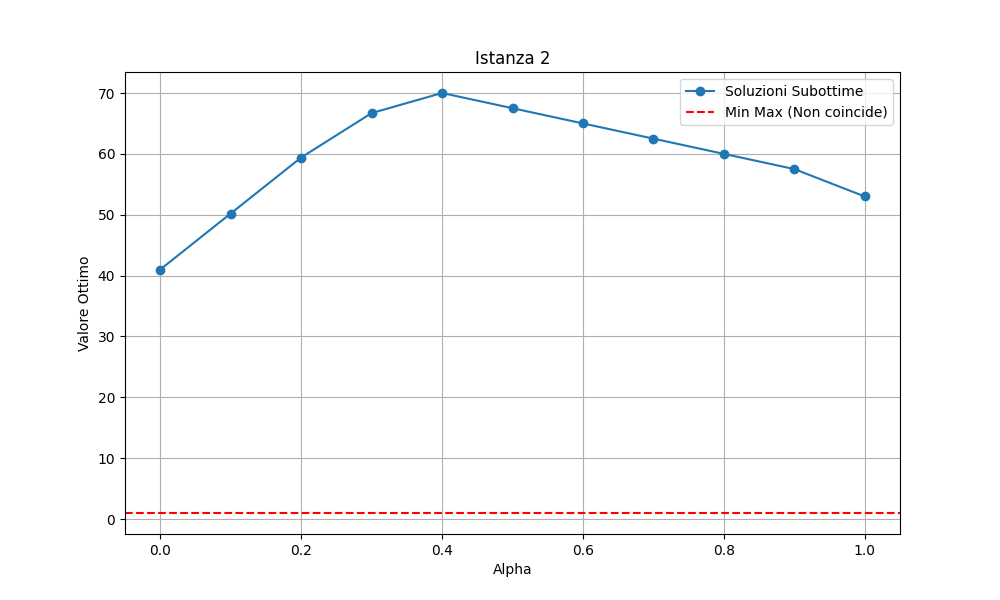 Istanza 2
Soluzioni Subottime
Min Max (Non coincide)
Valore Ottimo
70
60
50
40
30
20
10
0
0.0 0.2 0.4 0.6 0.8 1.0
Alpha